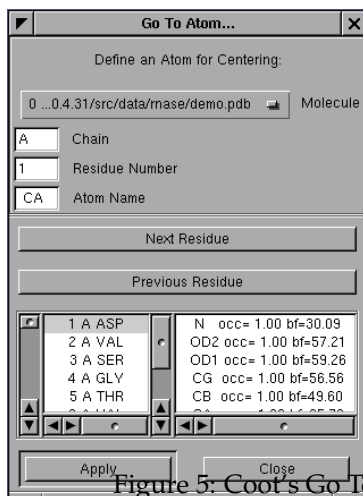 Go To Atom...
Define an Atom for Centering:
0 ...0.4.31/src/data/rnase/demo.pdb Molecule
A Chain
1 Residue Number
CA Atom Name
Next Residue
Previous Residue
1 A ASP
2 A VAL
3 A SER
4 A GLY
5 A THR
N occ= 1.00 bf=30.09
OD2 occ= 1.00 bf=57.21
OD1 occ= 1.00 bf=59.26
CG occ= 1.00 bf=56.56
CB occ= 1.00 bf=49.60
Apply Close
Figure 5: Coot's Go T